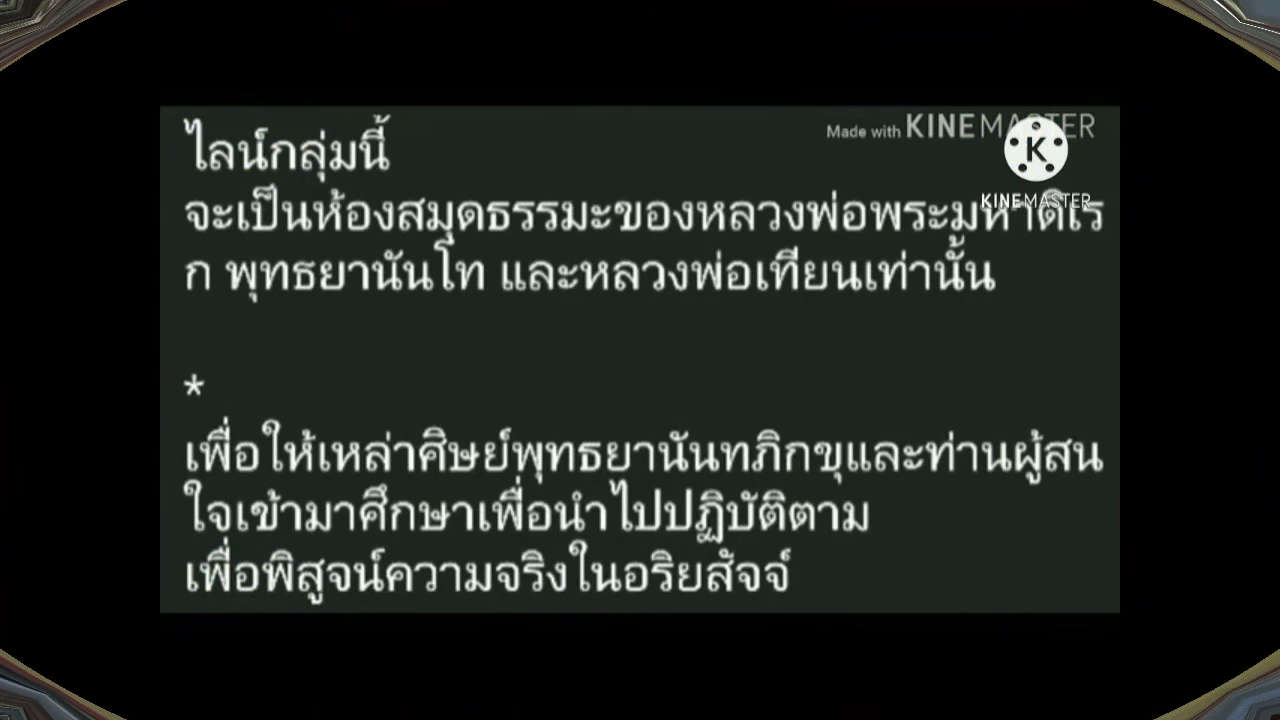 ไลน์กลุ่มนี้
Made with KINEMASTER
K
KINEMASTER
จะเป็นห้องสมุดธรรมะของหลวงพ่อพระมหาดิเร
ก พุทธยานันโท และหลวงพ่อเทียนเท่านั้น
*
เพื่อให้เหล่าศิษย์พุทธยานันทภิกขุและท่านผู้สน
ใจเข้ามาศึกษาเพื่อนำไปปฏิบัติตาม
เพื่อพิสูจน์ความจริงในอริยสัจจ์